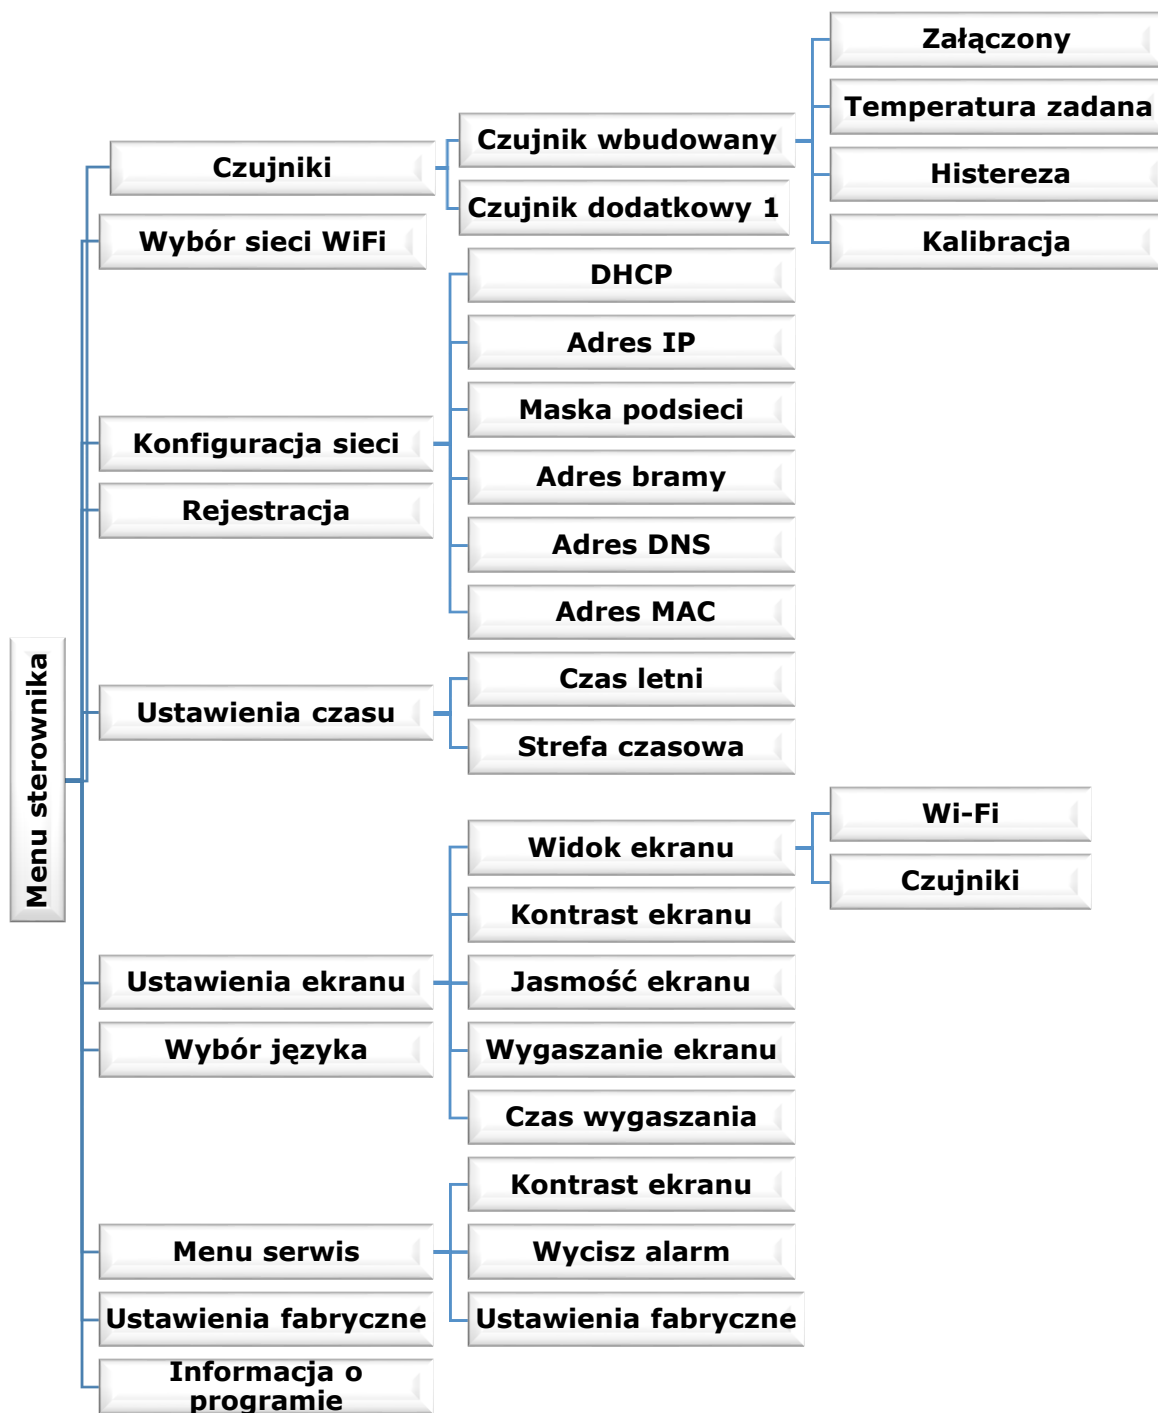 Menu sterownika
Czujniki
Czujnik wbudowany
Załączony
Temperatura zadana
Histereza
Kalibracja
Czujnik dodatkowy 1
Wybór sieci WiFi
Konfiguracja sieci
DHCP
Adres IP
Maska podsieci
Adres bramy
Adres DNS
Adres MAC
Rejestracja
Ustawienia czasu
Czas letni
Strefa czasowa
Ustawienia ekranu
Widok ekranu
Wi-Fi
Czujniki
Kontrast ekranu
Jasmość ekranu
Wygaszanie ekranu
Czas wygaszania
Wybór języka
Menu serwis
Kontrast ekranu
Wycisz alarm
Ustawienia fabryczne
Ustawienia fabryczne
Informacja o
programie